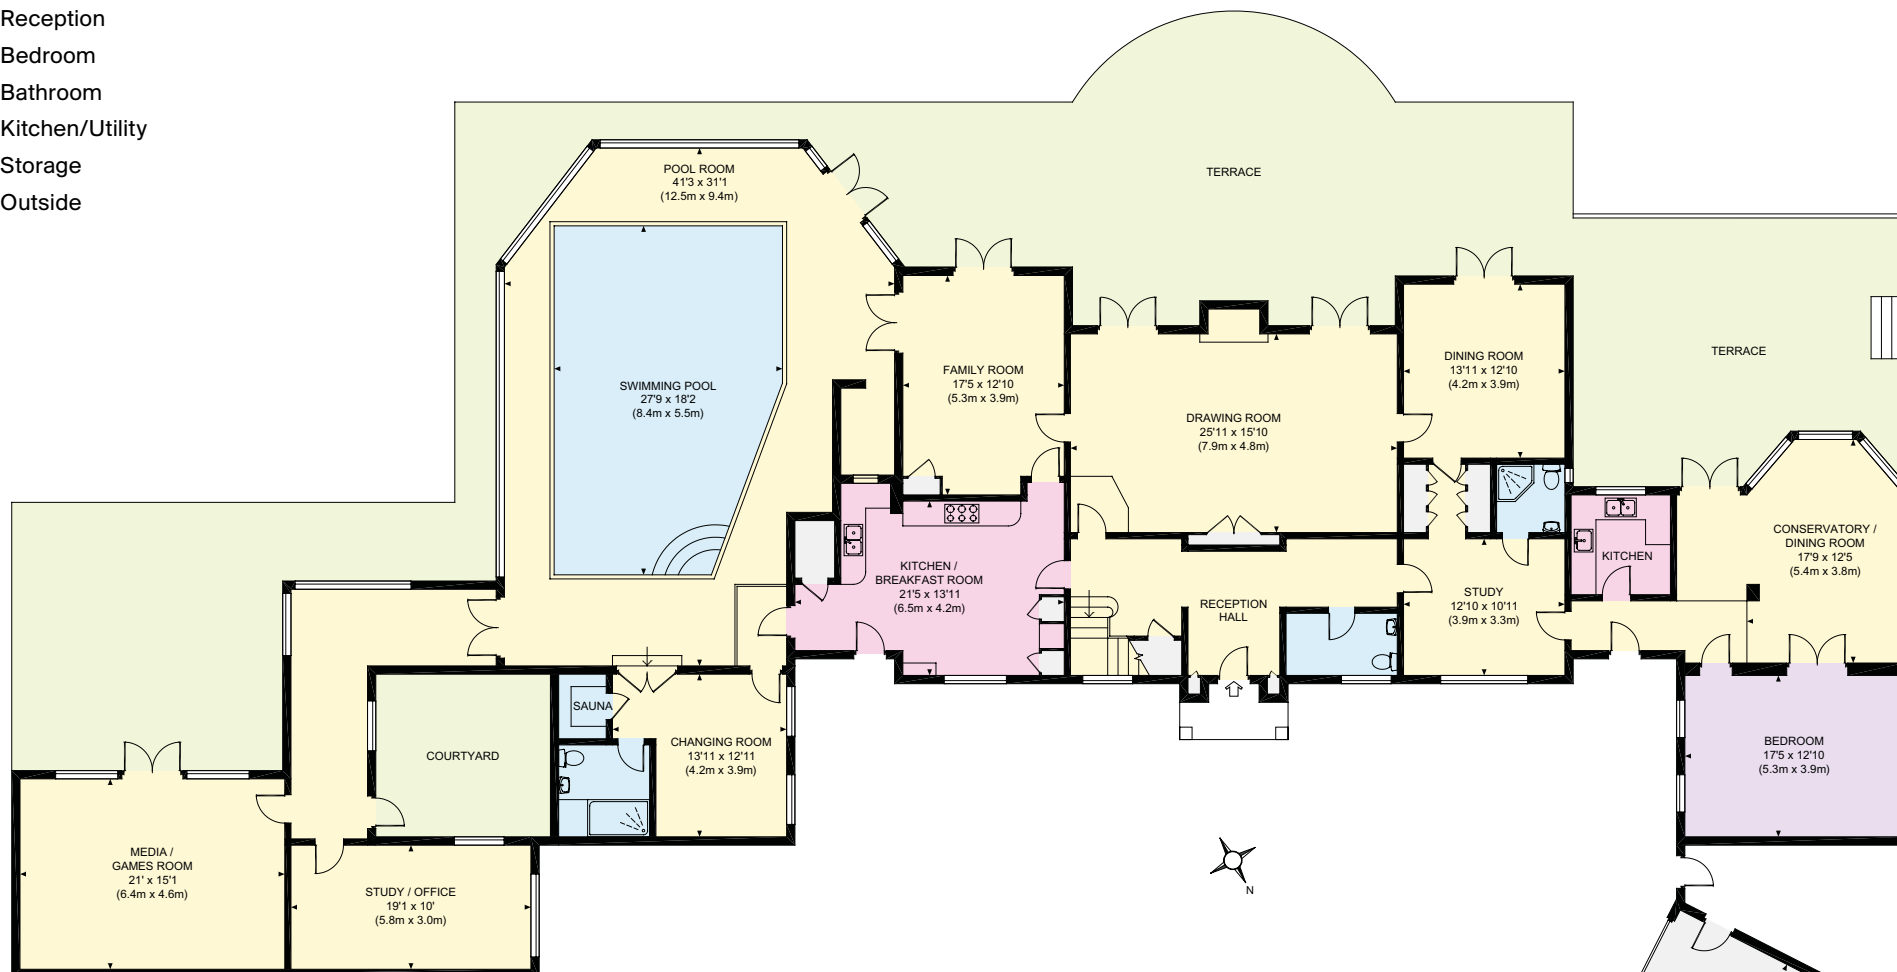 Reception
Bedroom
Bathroom
Kitchen/Utility
Storage
Outside
POOL ROOM
41'3 x 31'1
(12.5m x 9.4m)
TERRACE
SWIMMING POOL
27'9 x 18'2
(8.4m x 5.5m)
FAMILY ROOM
17'5 x 12'10
(5.3m x 3.9m)
DRAWING ROOM
25'11 x 15'10
(7.9m x 4.8m)
DINING ROOM
13'11 x 12'10
(4.2m x 3.9m)
TERRACE
KITCHEN /
BREAKFAST ROOM
21'5 x 13'11
(6.5m x 4.2m)
RECEPTION
HALL
STUDY
12'10 x 10'11
(3.9m x 3.3m)
KITCHEN
CONSERVATORY /
DINING ROOM
17'9 x 12'5
(5.4m x 3.8m)
SAUNA
COURTYARD
CHANGING ROOM
13'11 x 12'11
(4.2m x 3.9m)
BEDROOM
17'5 x 12'10
(5.3m x 3.9m)
MEDIA /
GAMES ROOM
21' x 15'1
(6.4m x 4.6m)
STUDY / OFFICE
19'1 x 10'
(5.8m x 3.0m)
N